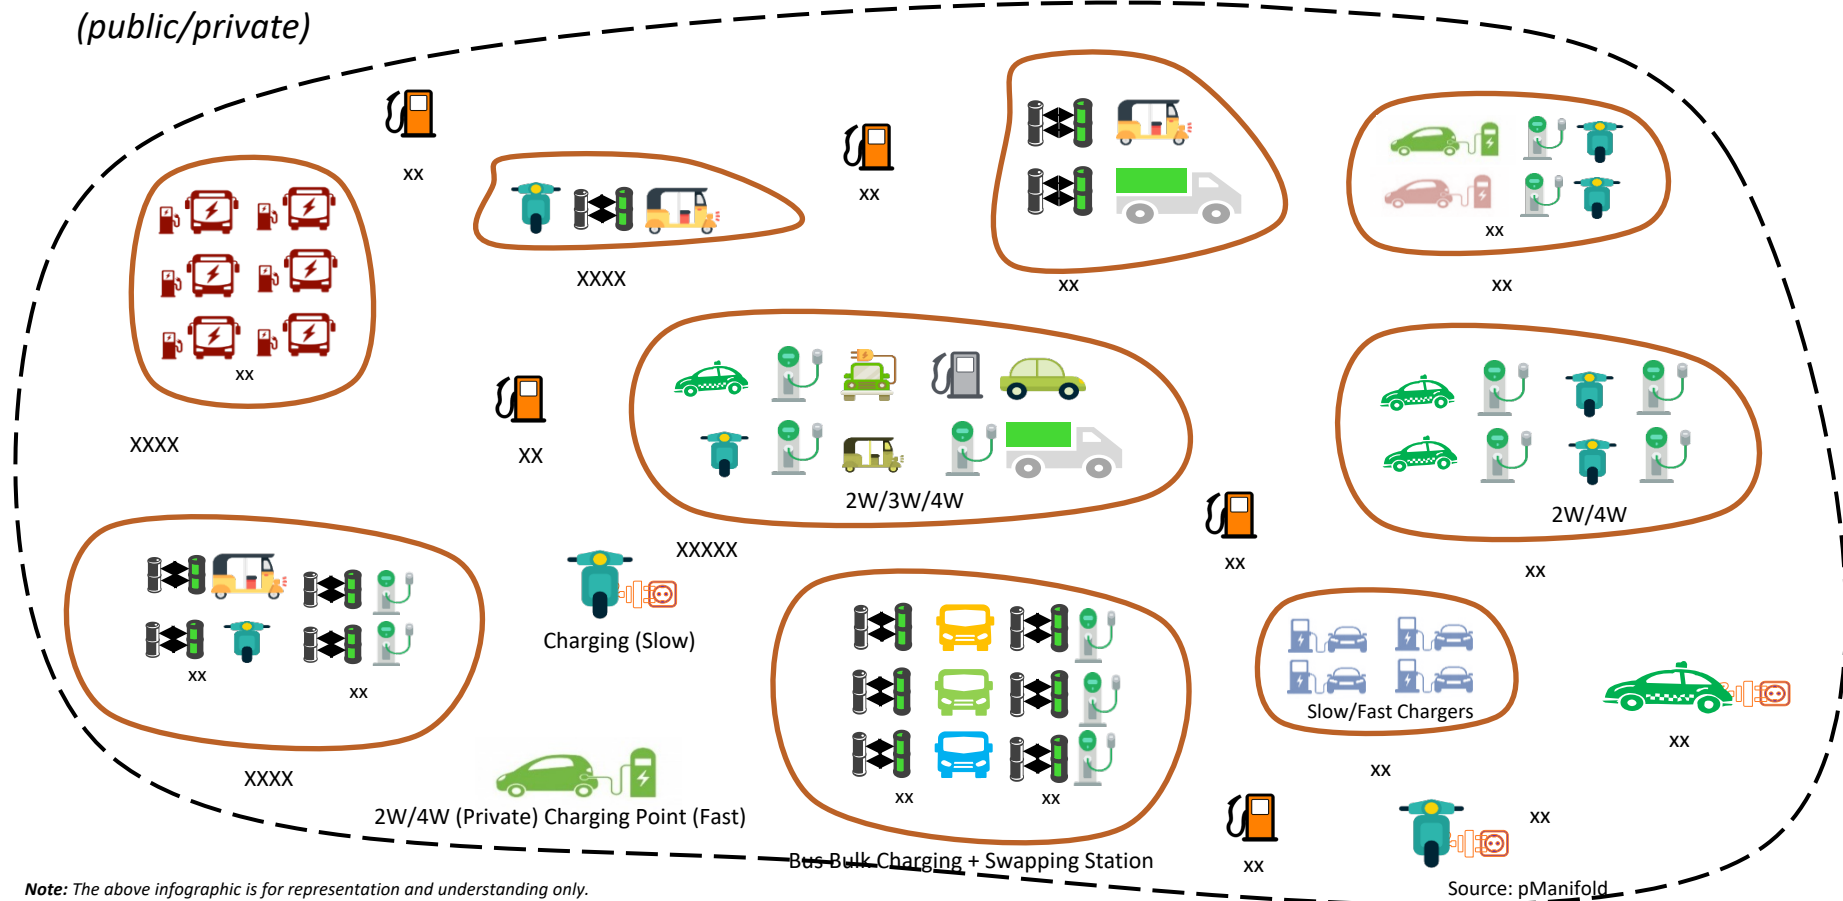 (public/private)
xx
xx
XXXX
xx
xx
xx
xx
XXXX
XX
2W/3W/4W
XXXXX
2W/4W
xx
xx
xx
xx
XXXX
Charging (Slow)
2W/4W (Private) Charging Point (Fast)
xx
xx
Bus Bulk Charging + Swapping Station
Slow/Fast Chargers
xx
xx
xx
xx
Note: The above infographic is for representation and understanding only.
Source: pManifold